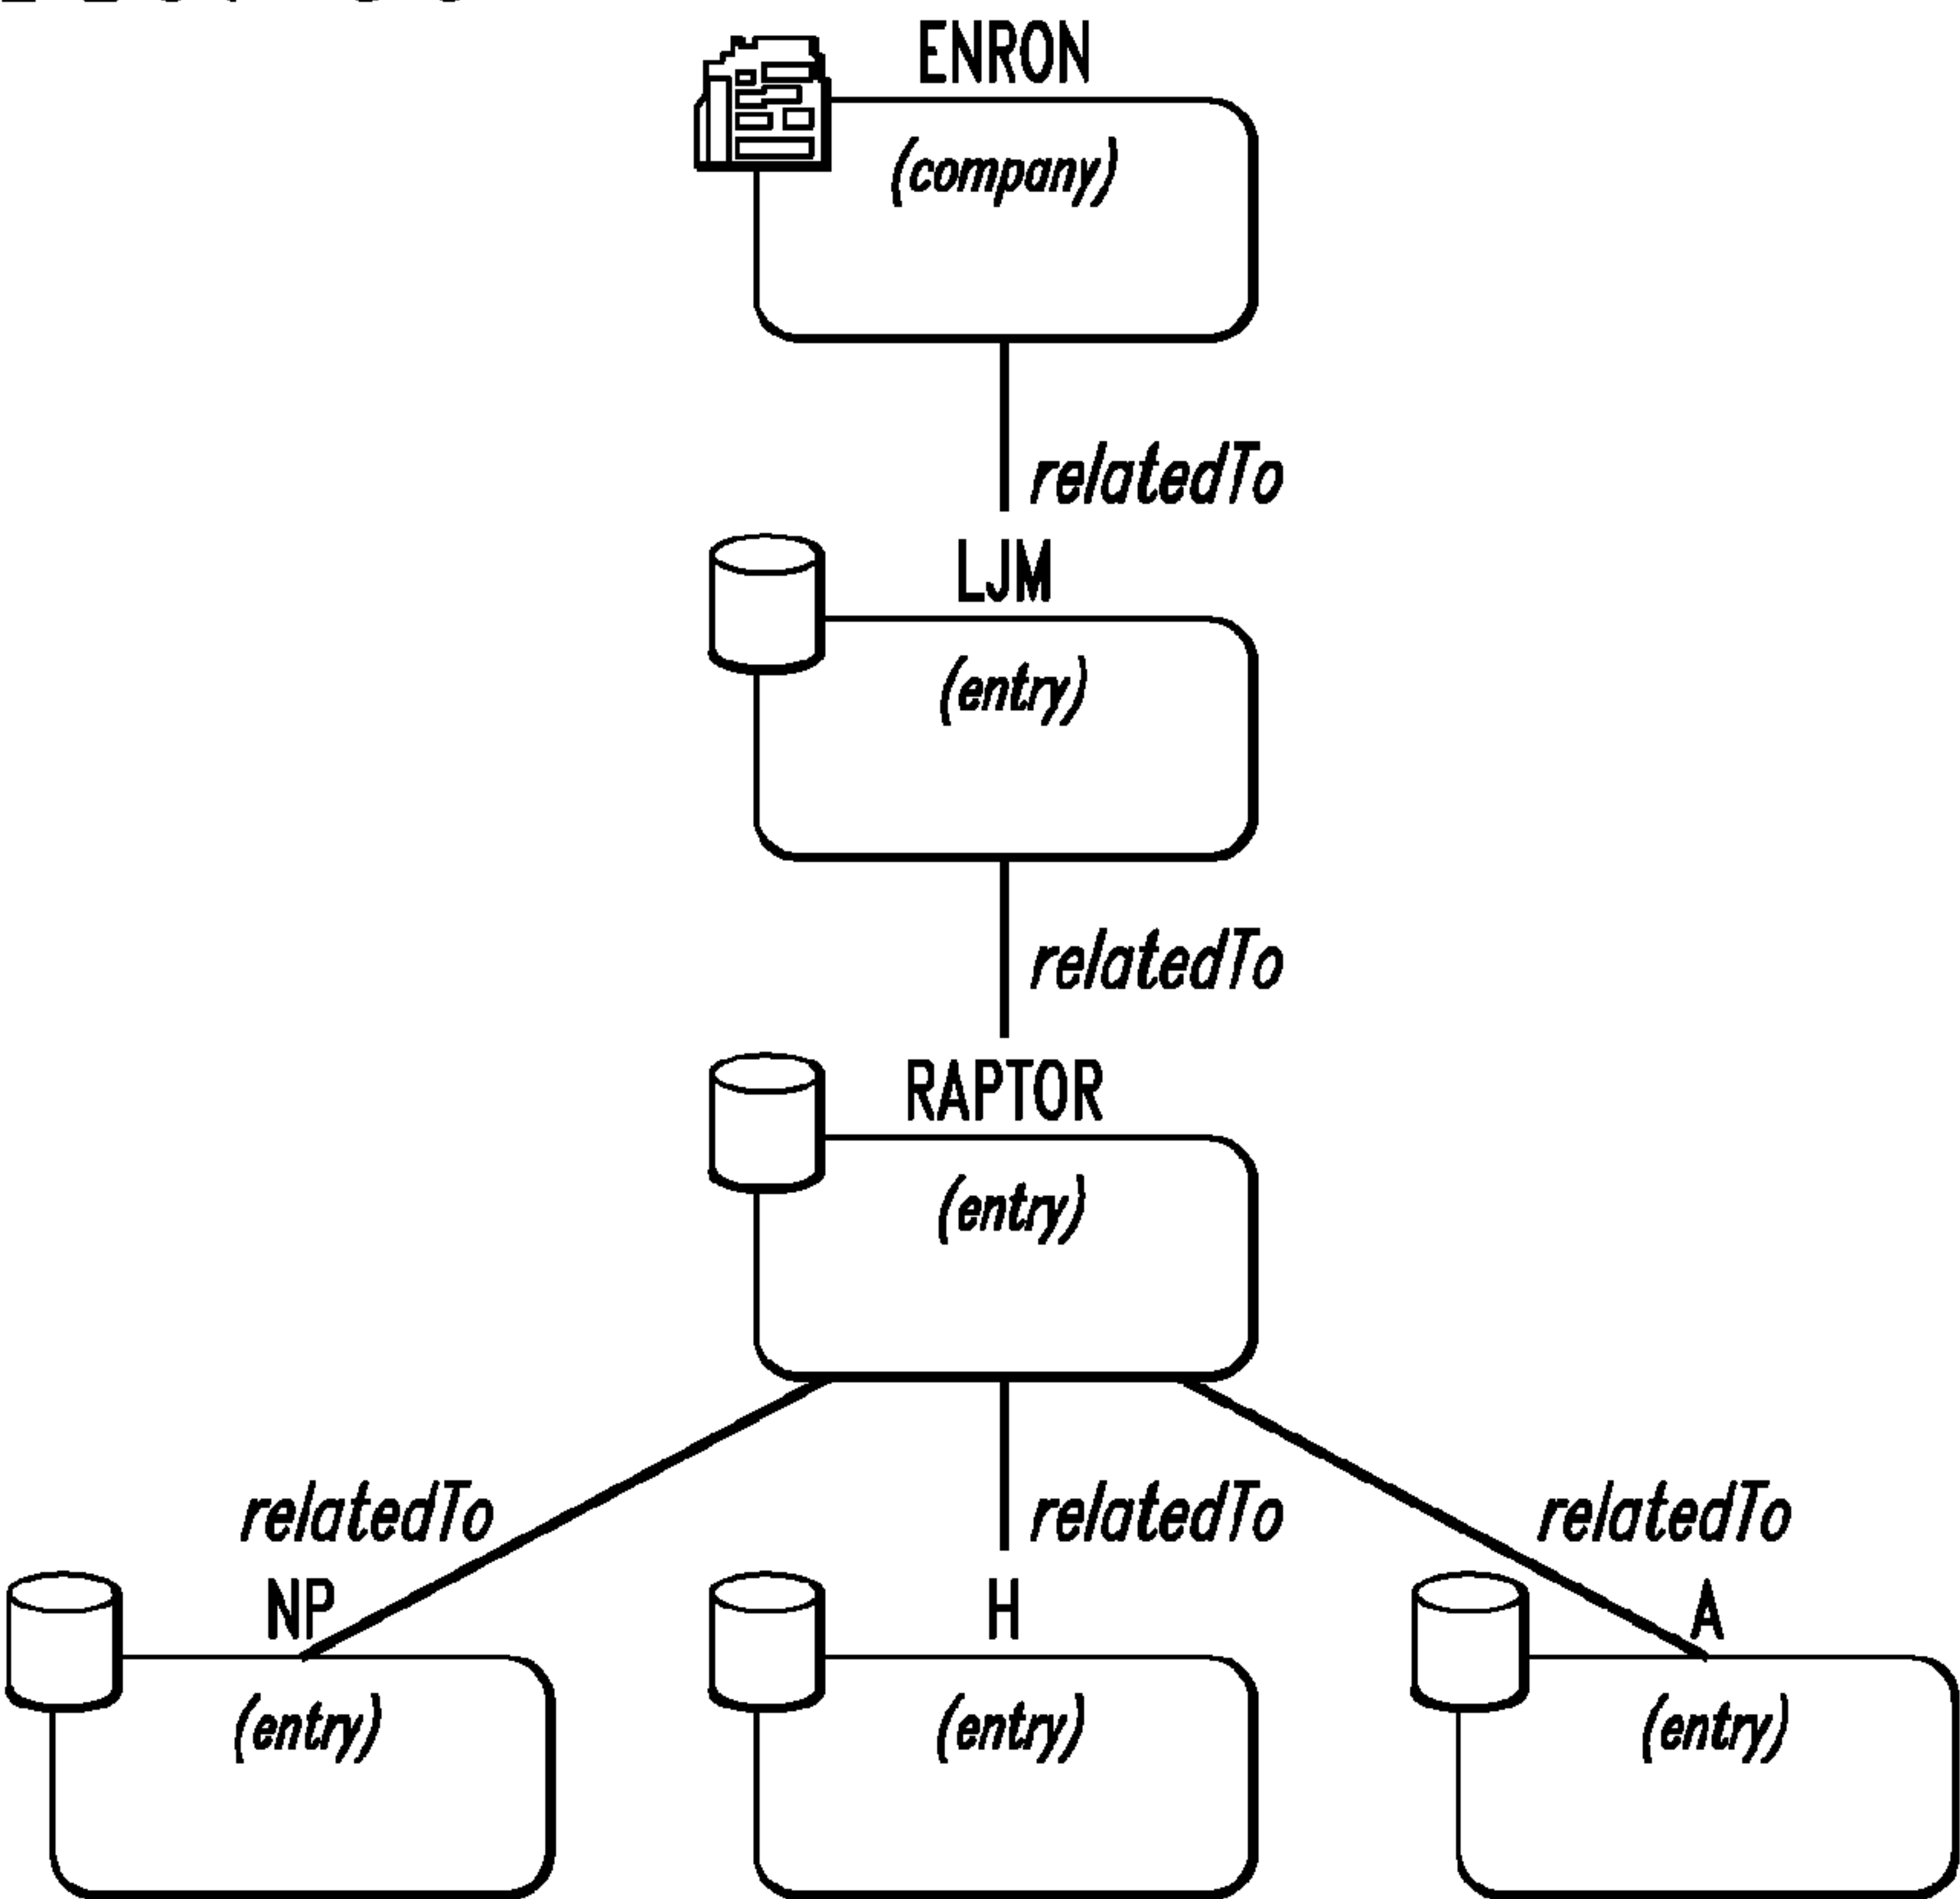 ENRON
(company)
relatedTo
LJM
(entry)
relatedTo
RAPTOR
(entry)
relatedTo relatedTo relatedTo
NP H A
(entry) (entry) (entry)